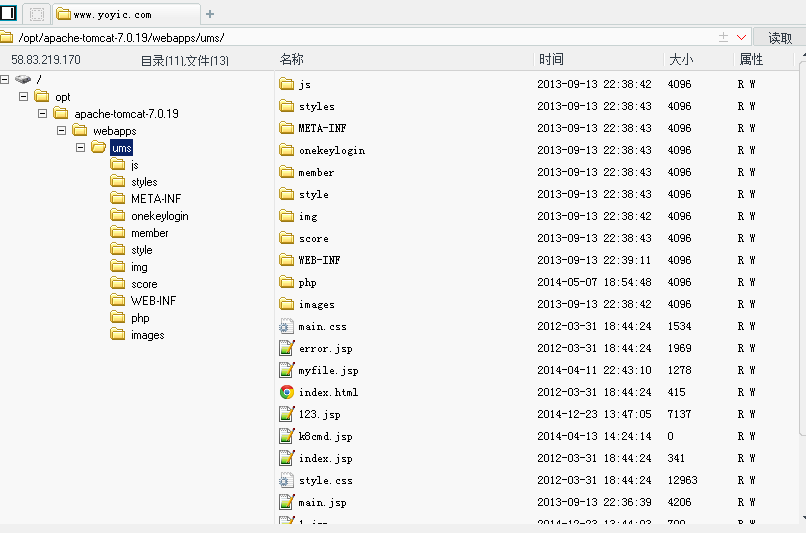 www.yoyic.com
/opt/apache-tomcat-7.0.19/webapps/ums/ 读取
58.83.219.170 目录(11),文件(13) 名称 时间 大小 属性
/
opt
apache-tomcat-7.0.19
webapps
ums
js
styles
META-INF
onekeylogin
member
style
img
score
WEB-INF
php
images
js 2013-09-13 22:38:42 4096 R W
styles 2013-09-13 22:38:43 4096 R W
META-INF 2013-09-13 22:38:43 4096 R W
onekeylogin 2013-09-13 22:38:43 4096 R W
member 2013-09-13 22:38:43 4096 R W
style 2013-09-13 22:38:43 4096 R W
img 2013-09-13 22:38:42 4096 R W
score 2013-09-13 22:38:43 4096 R W
WEB-INF 2013-09-13 22:39:11 4096 R W
php 2014-05-07 18:54:48 4096 R W
images 2013-09-13 22:38:42 4096 R W
main.css 2012-03-31 18:44:24 1534 R W
error.jsp 2012-03-31 18:44:24 1969 R W
myfile.jsp 2014-04-11 22:43:10 1278 R W
index.html 2012-03-31 18:44:24 415 R W
123.jsp 2014-12-23 13:47:05 7137 R W
k8cmd.jsp 2014-04-13 14:24:14 0 R W
index.jsp 2012-03-31 18:44:24 341 R W
style.css 2012-03-31 18:44:24 12963 R W
main.jsp 2013-09-13 22:36:39 4206 R W